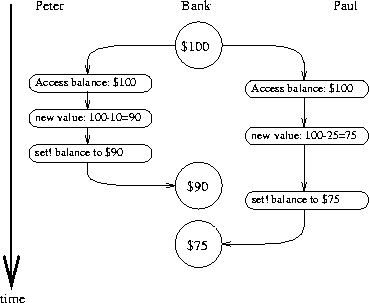 Peter Bank Paul
$100
Access balance: $100
Access balance: $100
new value: 100-10=90
new value: 100-25=75
set! balance to $90
$90
set! balance to $75
$75
time